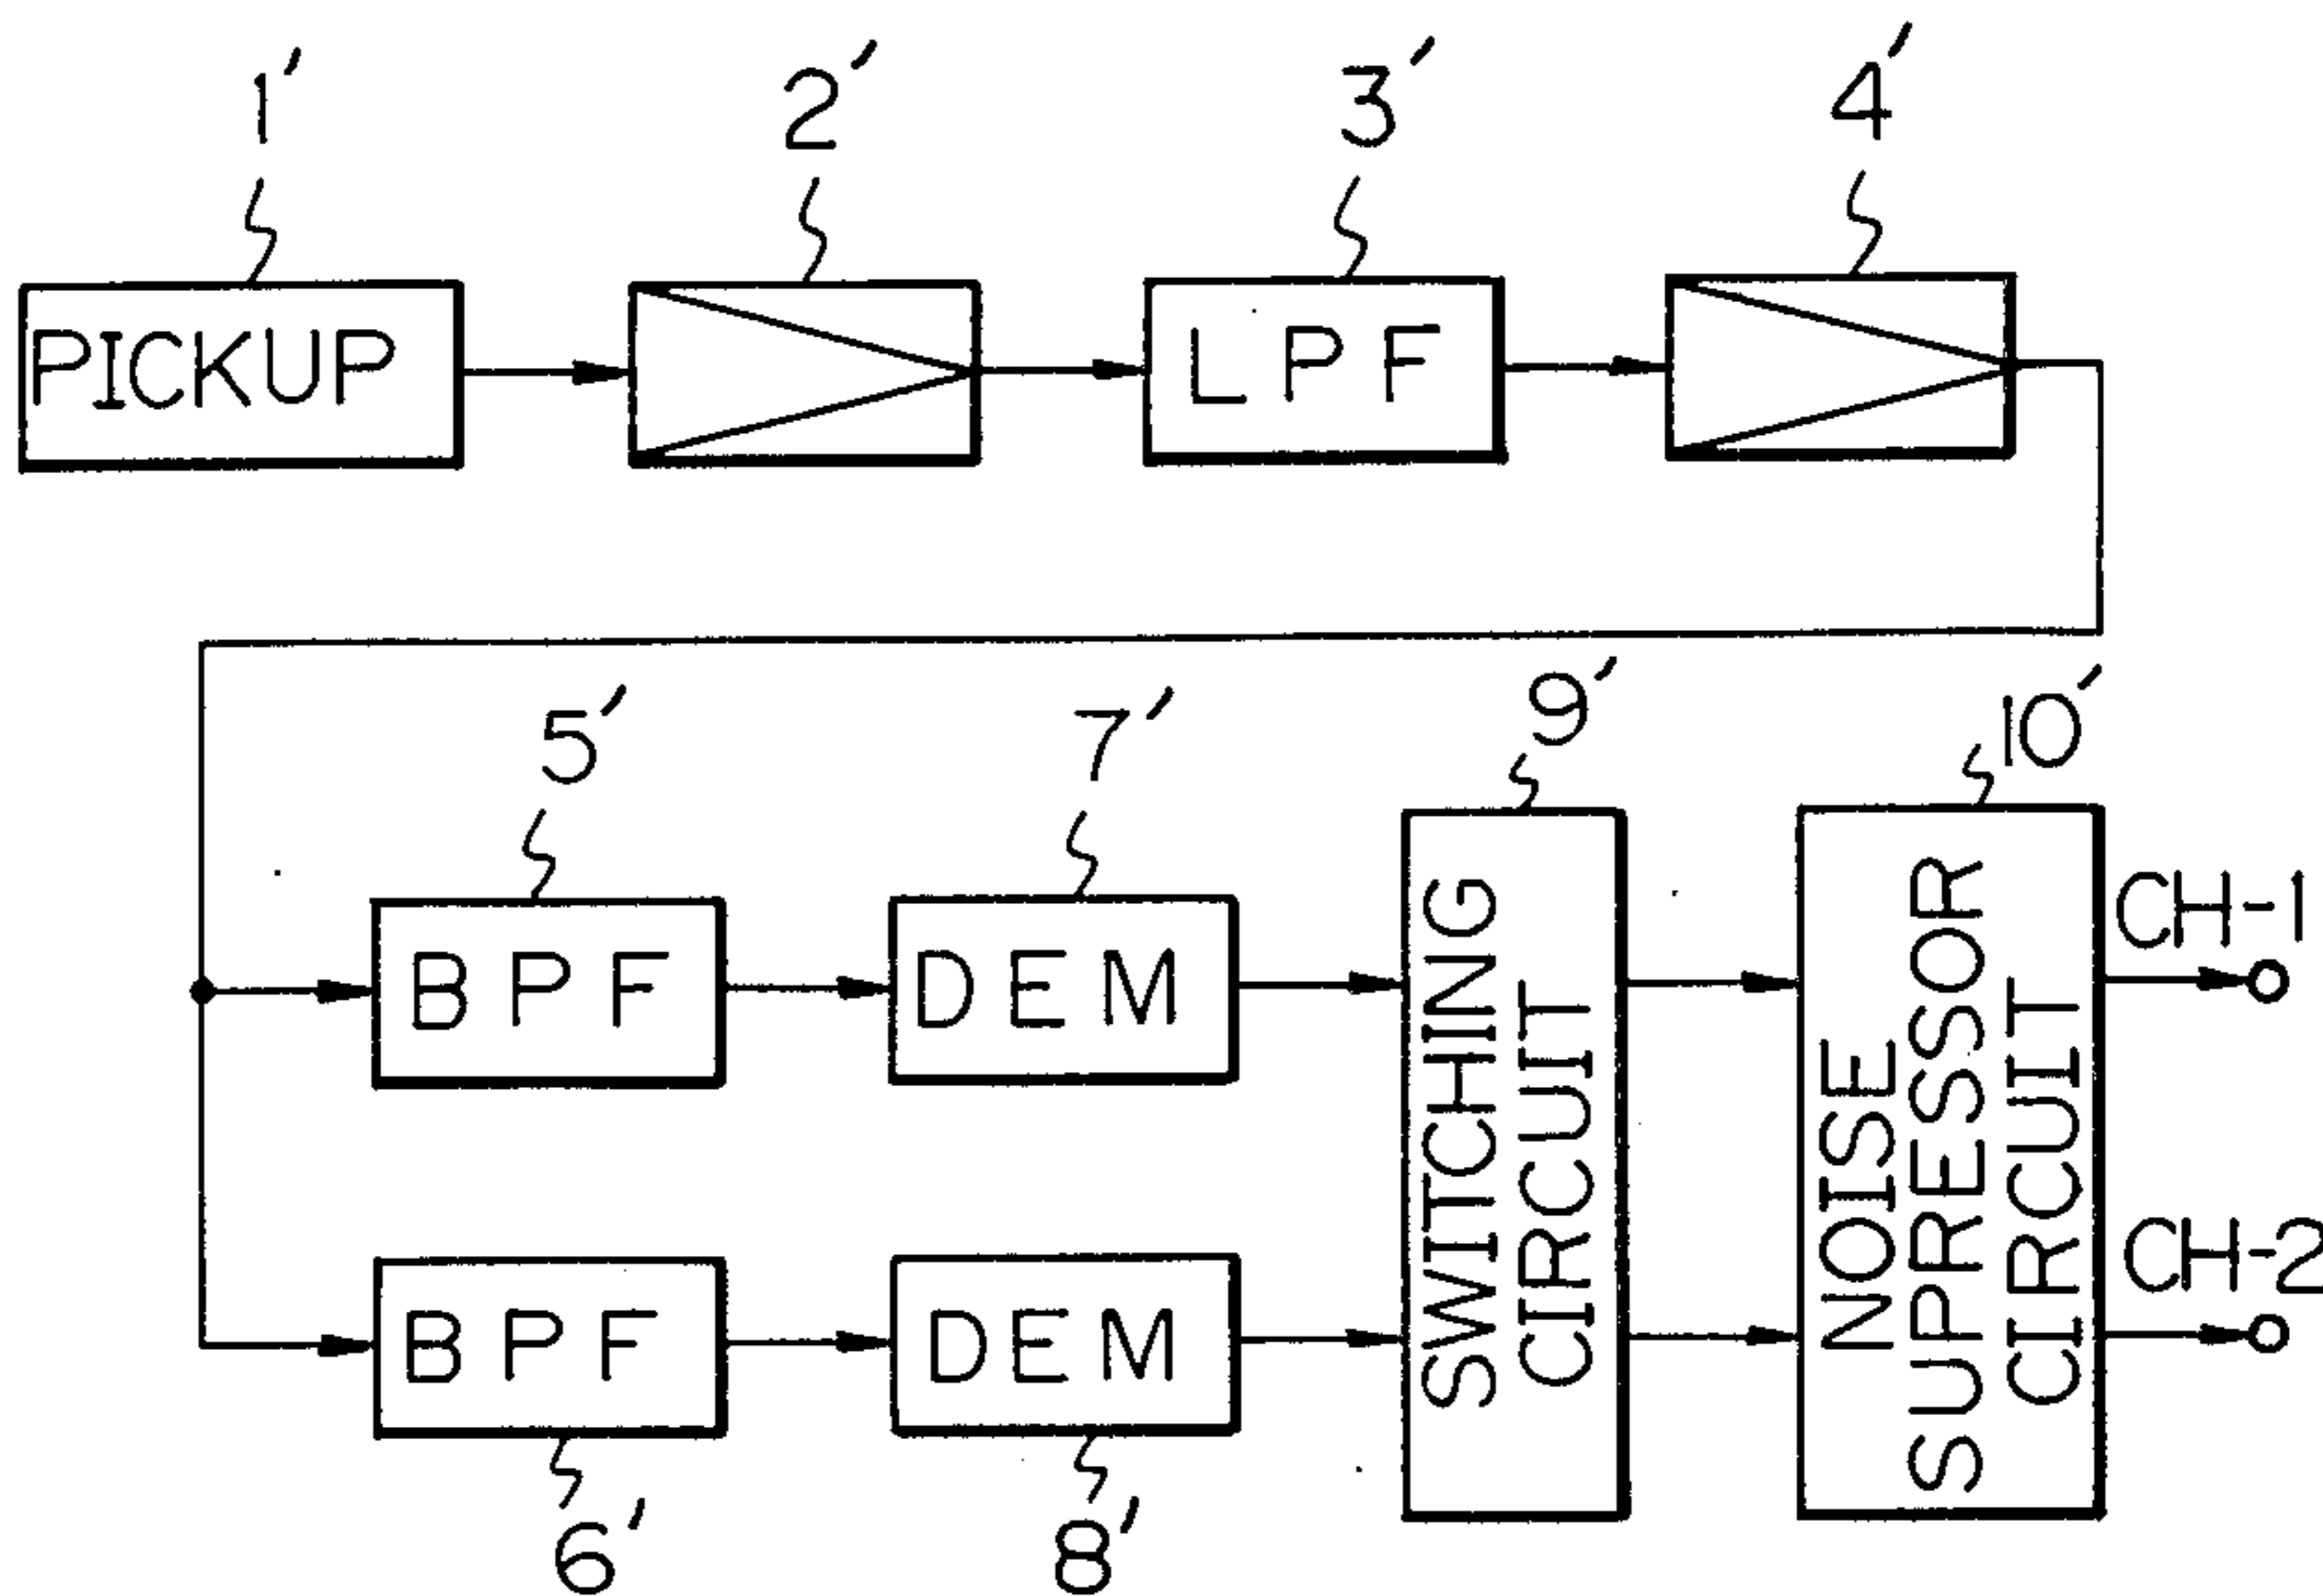 1'
2'
3'
4'
PICKUP
LPF
5'
7'
9'
10'
BPF
DEM
SWITCHING
CIRCUIT
NOISE
SUPRESSOR
CIRCUIT
CH-1
CH-2
BPF
DEM
6'
8'